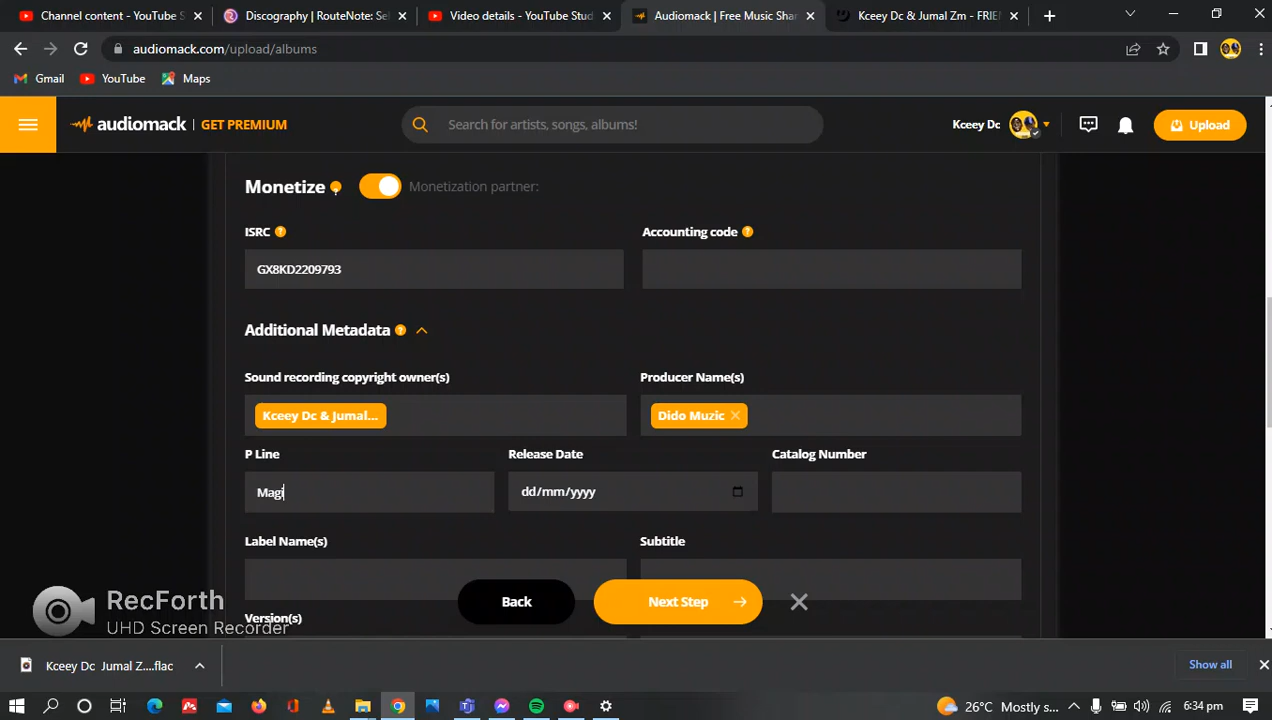 Channel content - YouTube S
Discography | RouteNote: Sel
Video details - YouTube Stud
Audiomack | Free Music Shar
Kceey Dc & Jumal Zm - FRIEN
audiomack.com/upload/albums
Gmail
YouTube
Maps
audiomack
GET PREMIUM
Search for artists, songs, albums!
Kceey Dc
Upload
Monetize
Monetization partner:
ISRC ?
Accounting code ?
GX8KD2209793
Additional Metadata ?
Sound recording copyright owner(s)
Producer Name(s)
Kceey Dc & Jumal...
Dido Muzic
P Line
Release Date
Catalog Number
Magi
dd/mm/yyyy
Label Name(s)
Subtitle
Back
Next Step
RecForth
UHD Screen Recorder
Version(s)
Kceey Dc Jumal Z....flac
Show all
26°C Mostly s...
6:34 pm